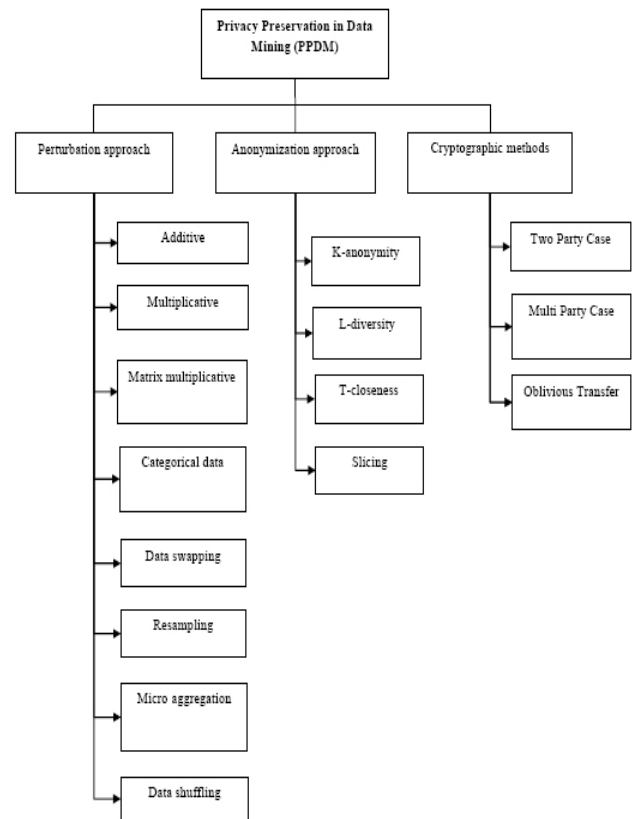 Privacy Preservation in Data
Mining (PPDM)
Perturbation approach
Anonymization approach
Cryptographic methods
Additive
Multiplicative
Matrix multiplicative
Categorical data
Data swapping
Resampling
Micro aggregation
Data shuffling
K-anonymity
L-diversity
T-closeness
Slicing
Two Party Case
Multi Party Case
Oblivious Transfer